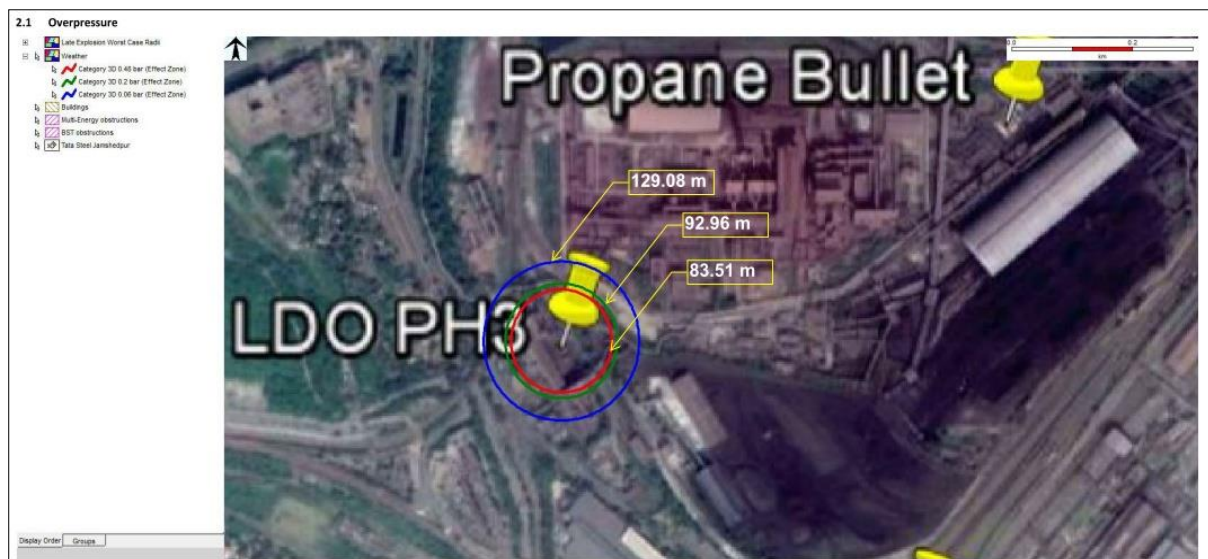 2.1 Overpressure
Late Explosion Worst Case Radii
Weather
Category 3D 0.48 bar (Effect Zone)
Category 3D 0.2 bar (Effect Zone)
Category 3D 0.06 bar (Effect Zone)
Buildings
Multi-Energy obstructions
BST obstructions
Tata Steel Jamshedpur
0.0 0.2
km
Propane Bullet
129.08 m
92.96 m
83.51 m
LDO PH3
Display Order Groups